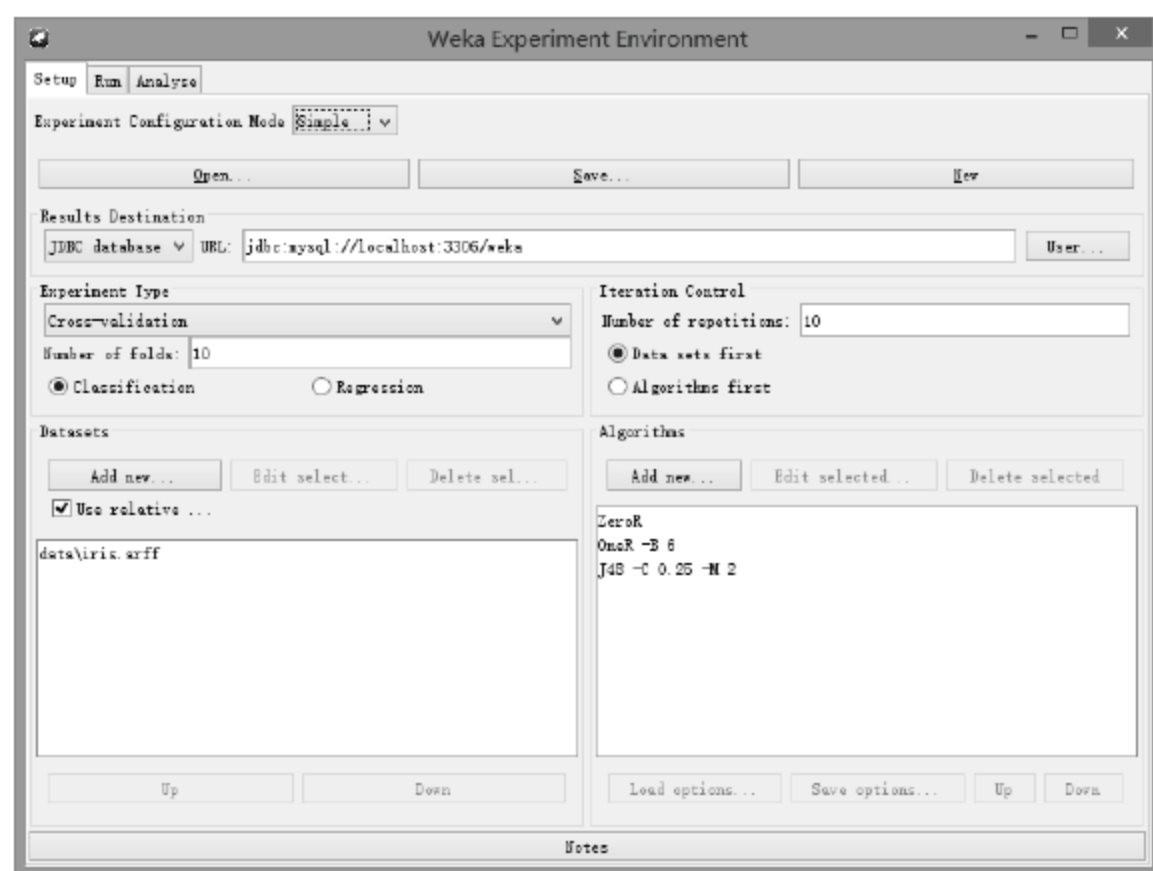 Weka Experiment Environment
Setup Run Analyse
Experiment Configuration Mode Simple
Open... Save... New
Results Destination
JDBC database URL: jdbc:mysql://localhost:3306/weka User...
Experiment Type Iteration Control
Cross-validation Number of repetitions: 10
Number of folds: 10 Data sets first
Classification Regression Algorithms first
Datasets Algorithms
Add new... Edit select... Delete sel... Add new... Edit selected... Delete selected
Use relative ...
ZeroR
data\iris.arff OneR -B 6
J48 -C 0.25 -M 2
Up Down Load options... Save options... Up Down
Notes